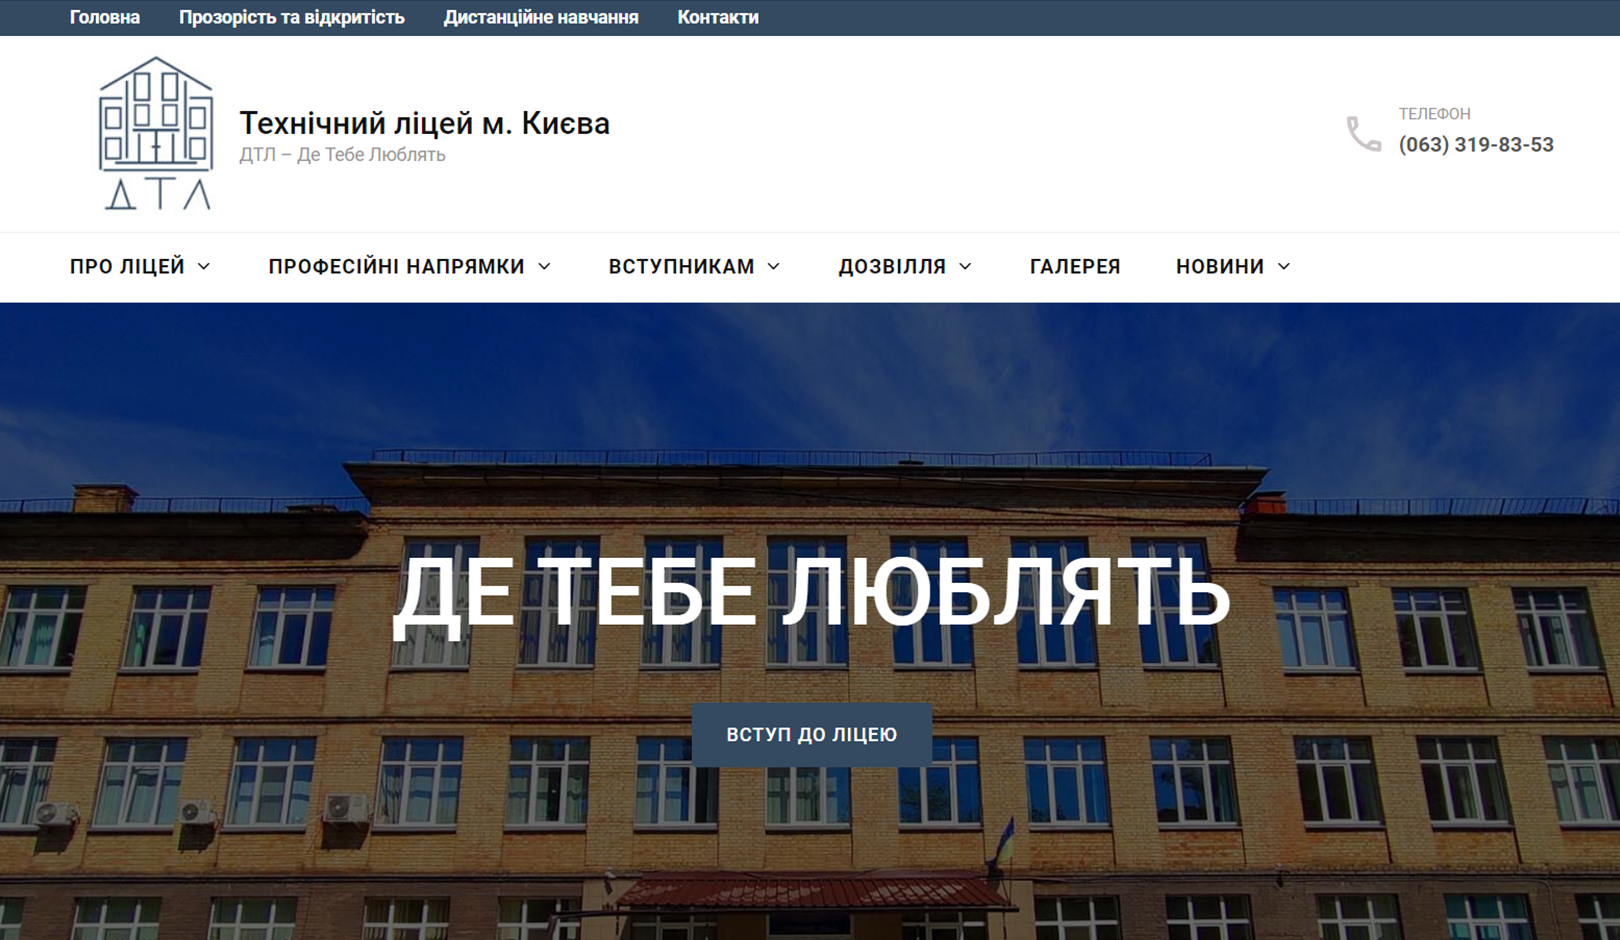 Головна Прозорість та відкритість Дистанційне навчання Контакти
ДТЛ
Технічний ліцей м. Києва
ДТЛ – Де Тебе Люблять
ТЕЛЕФОН
(063) 319-83-53
ПРО ЛІЦЕЙ ПРОФЕСІЙНІ НАПРЯМКИ ВСТУПНИКАМ ДОЗВІЛЛЯ ГАЛЕРЕЯ НОВИНИ
ДЕ ТЕБЕ ЛЮБЛЯТЬ
ВСТУП ДО ЛІЦЕЮ